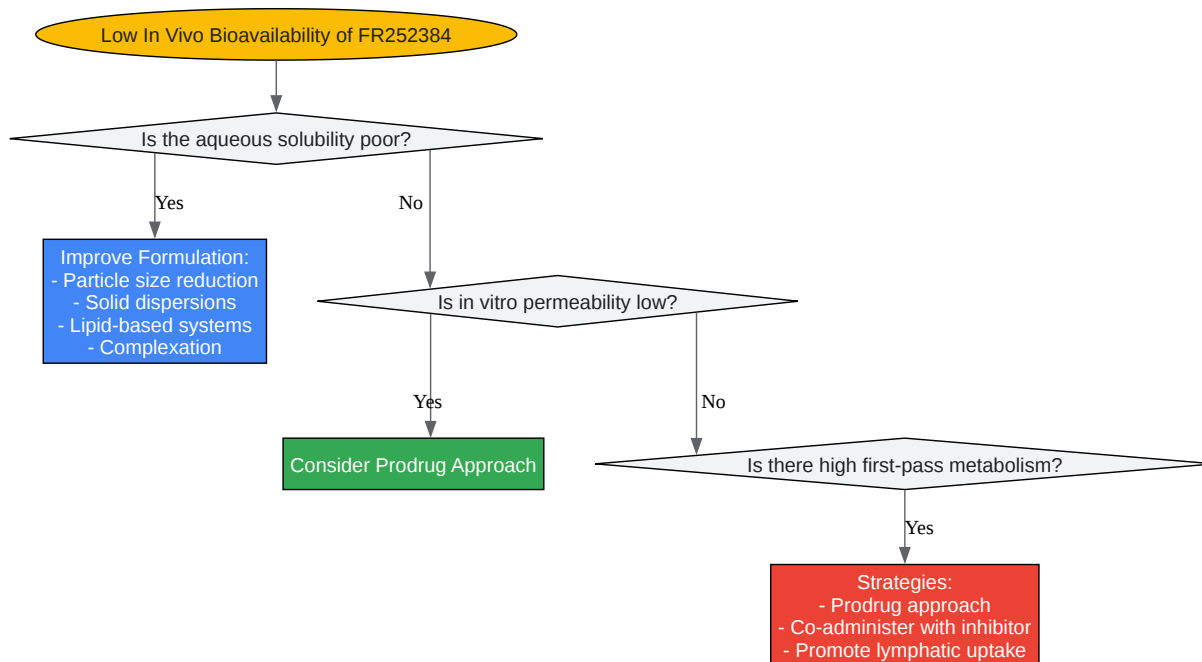 Low In Vivo Bioavailability of FR252384
Is the aqueous solubility poor?
Yes
No
Improve Formulation:
- Particle size reduction
- Solid dispersions
- Lipid-based systems
- Complexation
Is in vitro permeability low?
Yes
No
Consider Prodrug Approach
Is there high first-pass metabolism?
Yes
Strategies:
- Prodrug approach
- Co-administer with inhibitor
- Promote lymphatic uptake